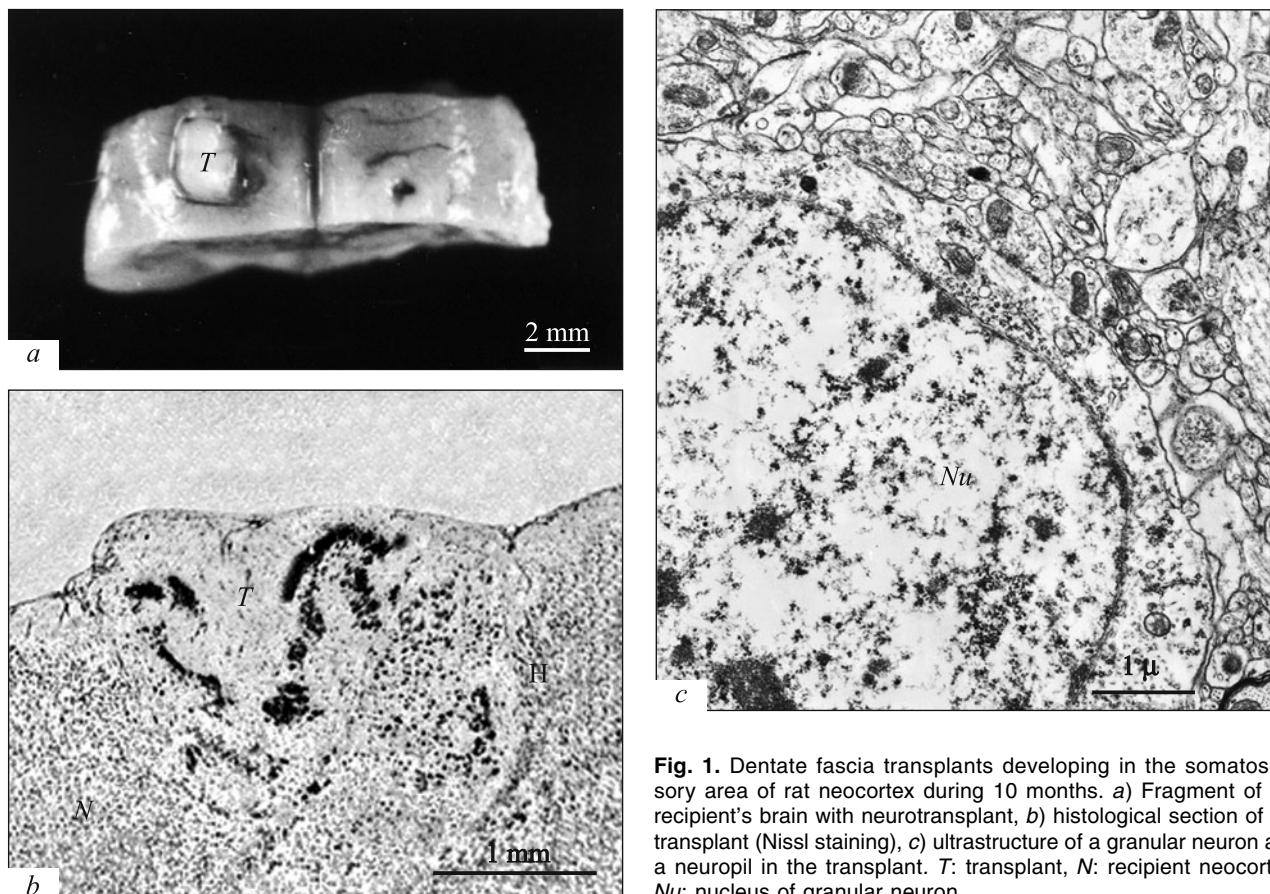 T
2 mm
a
T
H
N
1 mm
b
Nu
1 μ
c
Fig. 1. Dentate fascia transplants developing in the somatos
sory area of rat neocortex during 10 months. a) Fragment of
recipient's brain with neurotransplant, b) histological section of
transplant (Nissl staining), c) ultrastructure of a granular neuron
a neuropil in the transplant. T: transplant, N: recipient neocort
Nu: nucleus of granular neuron